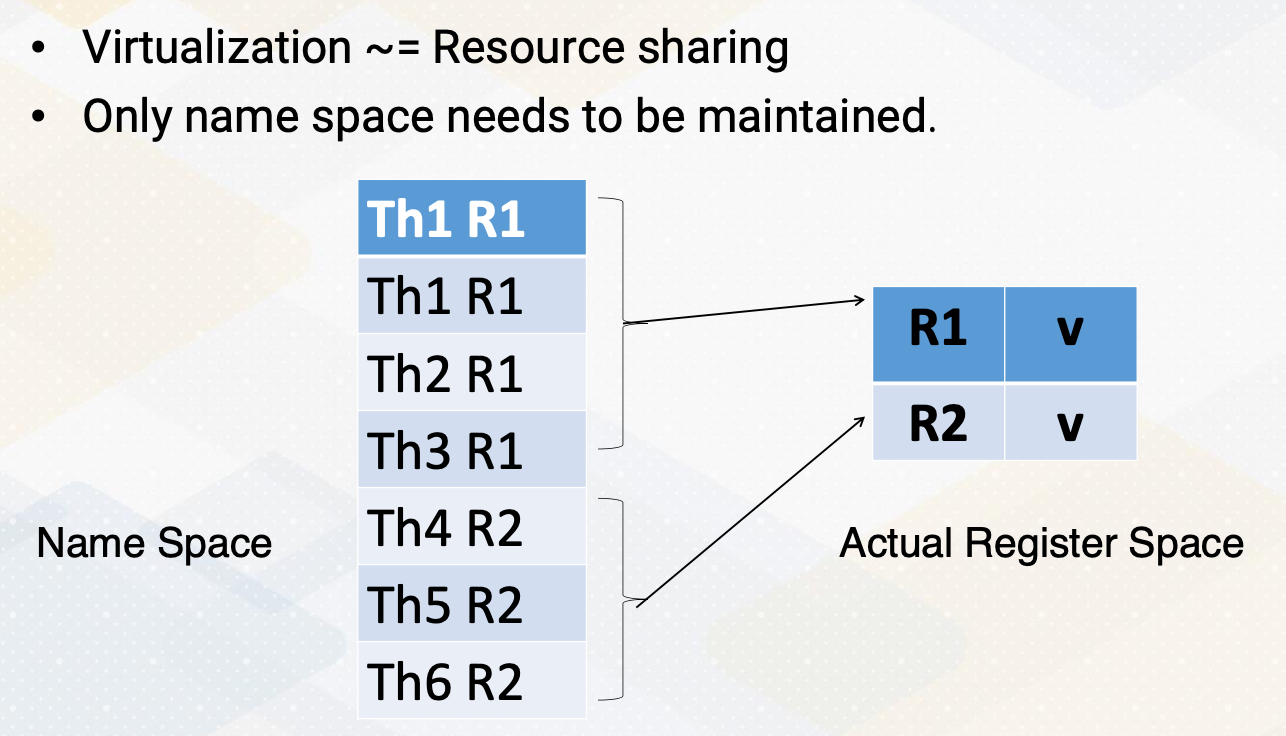 • Virtualization ~= Resource sharing
• Only name space needs to be maintained.
Th1 R1
Th1 R1
Th2 R1
Th3 R1
Th4 R2
Th5 R2
Th6 R2
Name Space
R1 v
R2 v
Actual Register Space